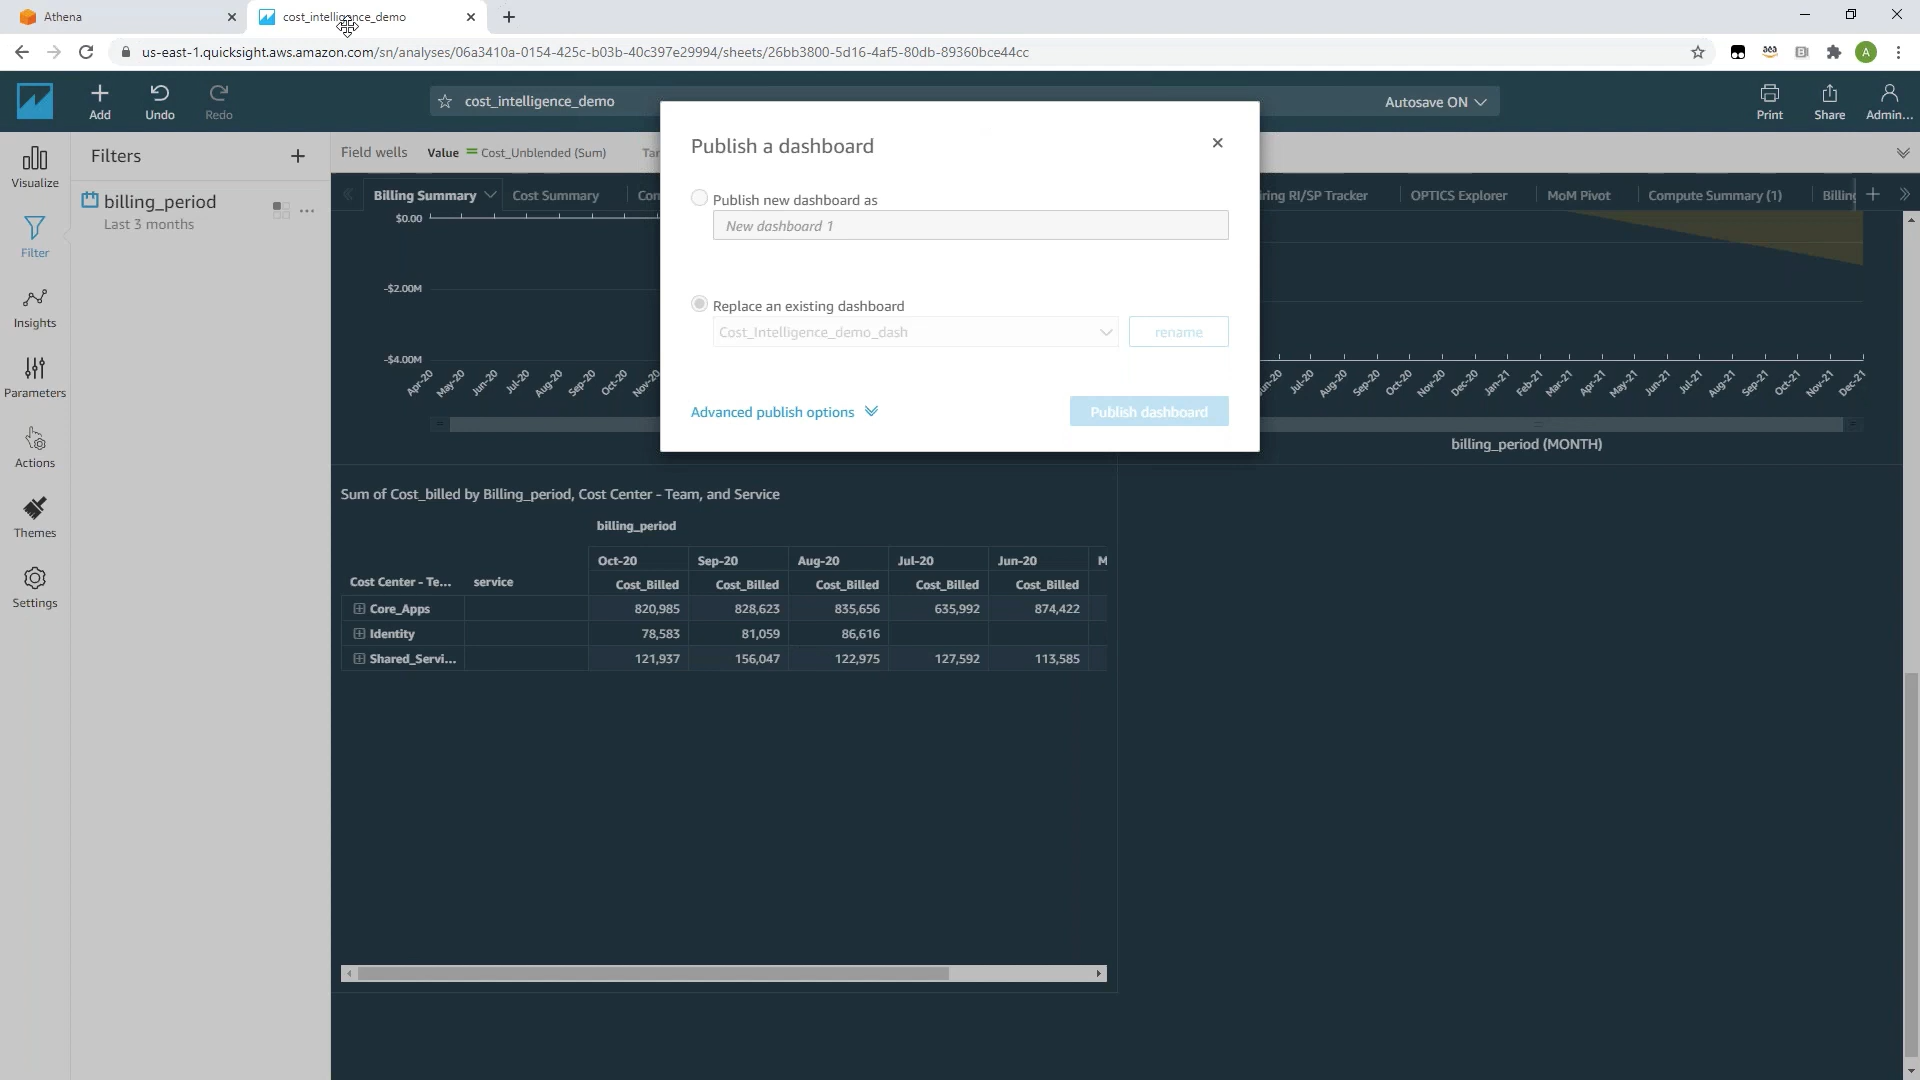 Athena
cost_intelligence_demo
us-east-1.quicksight.aws.amazon.com/sn/analyses/06a3410a-0154-425c-b03b-40c397e29994/sheets/26bb3800-5d16-4af5-80db-89360bce44cc
A
Add
Undo
Redo
cost_intelligence_demo
Autosave ON
Print
Share
Admin...
Visualize
Filter
Insights
Parameters
Actions
Themes
Settings
Filters
billing_period
Last 3 months
Field wells Value Cost_Unblended (Sum) Tar
Billing Summary Cost Summary Con
ring RI/SP Tracker OPTICS Explorer MoM Pivot Compute Summary (1) Billing
Publish a dashboard
Publish new dashboard as
New dashboard 1
Replace an existing dashboard
Cost_Intelligence_demo_dash
rename
Advanced publish options
Publish dashboard
$0.00
-$2.00M
-$4.00M
Apr-20 May-20 Jun-20 Jul-20 Aug-20 Sep-20 Oct-20 Nov-20
Jun-20 Jul-20 Aug-20 Sep-20 Oct-20 Nov-20 Dec-20 Jan-21 Feb-21 Mar-21 Apr-21 May-21 Jun-21 Jul-21 Aug-21 Sep-21 Oct-21 Nov-21 Dec-21
billing_period (MONTH)
Sum of Cost_billed by Billing_period, Cost Center - Team, and Service
billing_period
Oct-20 Sep-20 Aug-20 Jul-20 Jun-20 M
Cost Center - Te... service Cost_Billed Cost_Billed Cost_Billed Cost_Billed Cost_Billed
Core_Apps 820,985 828,623 835,656 635,992 874,422
Identity 78,583 81,059 86,616
Shared_Servi... 121,937 156,047 122,975 127,592 113,585